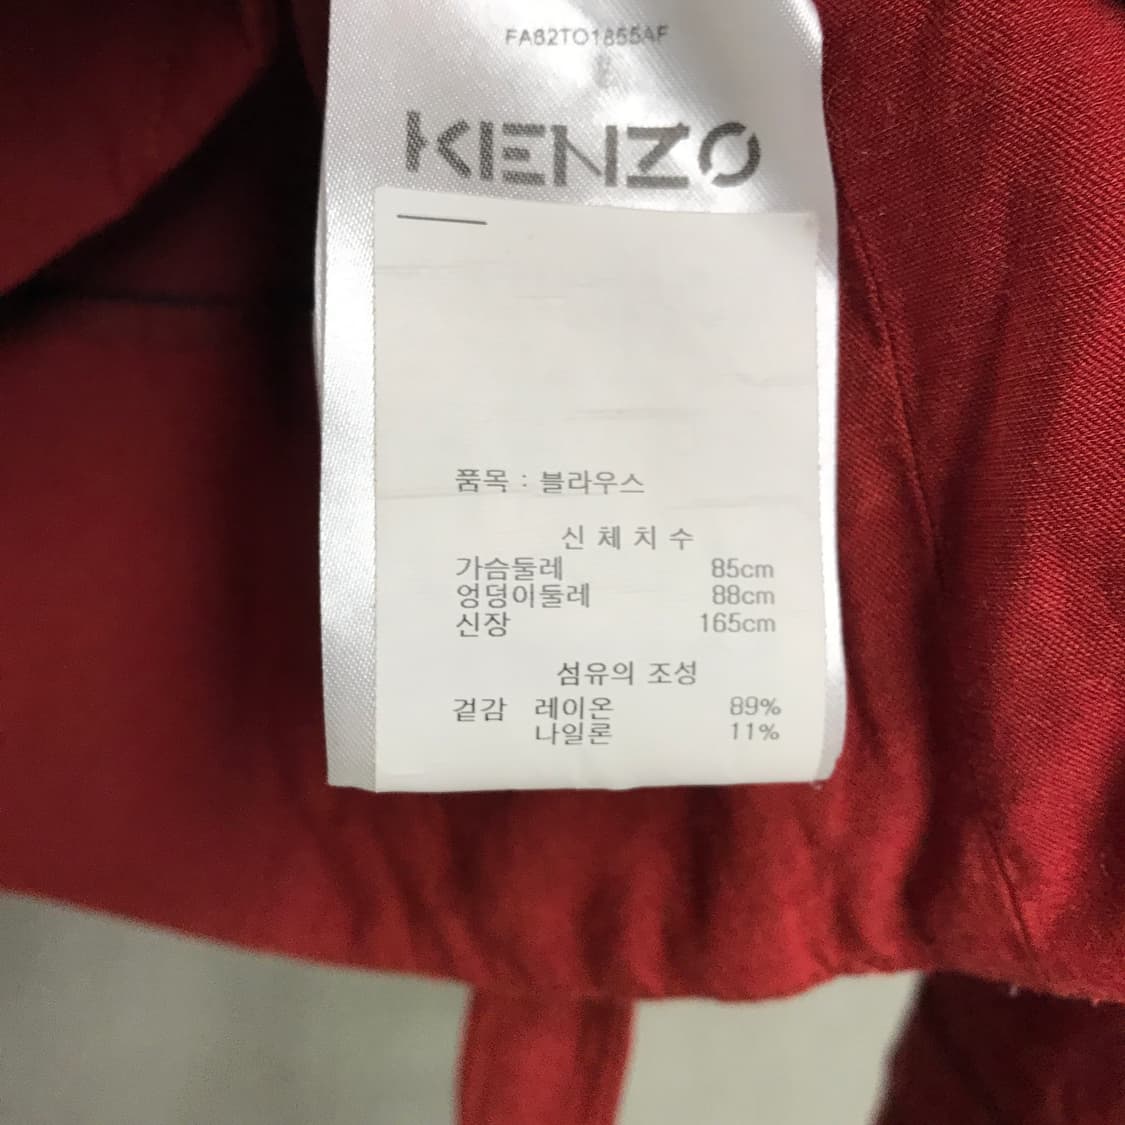 FA62TO1855AF
KENZO
품목 : 블라우스
신 체 치 수
가슴둘레 85cm
엉덩이둘레 88cm
신장 165cm
섬유의 조성
겉감 레이온 89%
나일론 11%